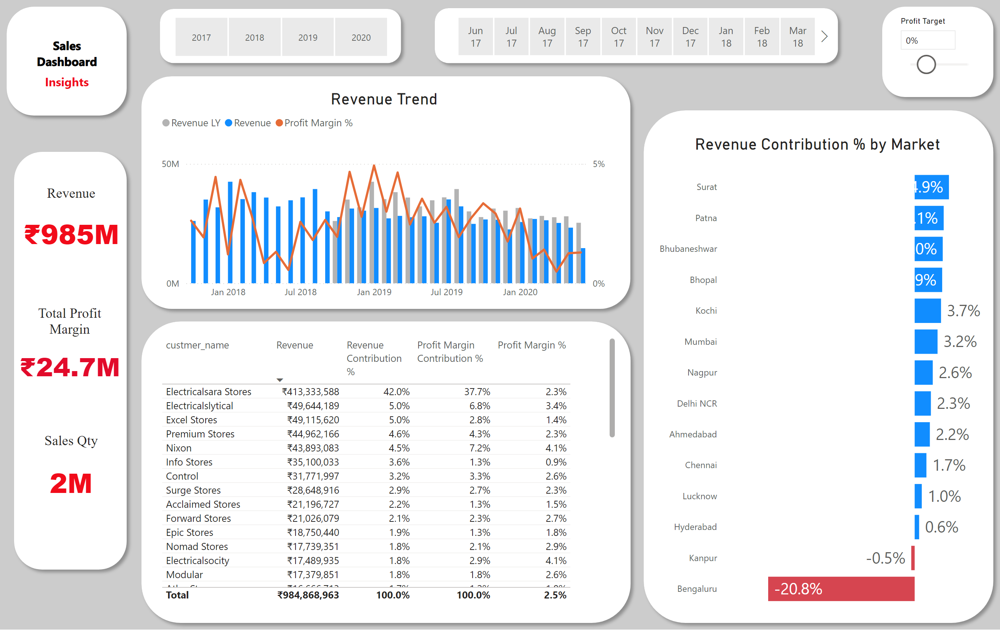 Sales
Dashboard
Insights
2017 2018 2019 2020
Jun 17 Jul 17 Aug 17 Sep 17 Oct 17 Nov 17 Dec 17 Jan 18 Feb 18 Mar 18
Profit Target
0%
Revenue
₹985M
Total Profit
Margin
₹24.7M
Sales Qty
2M
Revenue Trend
Revenue LY Revenue Profit Margin %
50M 5%
0M 0%
Jan 2018 Jul 2018 Jan 2019 Jul 2019 Jan 2020
custmer_name Revenue Revenue Contribution % Profit Margin Contribution % Profit Margin %
Electricalsara Stores ₹413,333,588 42.0% 37.7% 2.3%
Electricalslytical ₹49,644,189 5.0% 6.8% 3.4%
Excel Stores ₹49,115,620 5.0% 2.8% 1.4%
Premium Stores ₹44,962,166 4.6% 4.3% 2.3%
Nixon ₹43,893,083 4.5% 7.2% 4.1%
Info Stores ₹35,100,033 3.6% 1.3% 0.9%
Control ₹31,771,997 3.2% 3.3% 2.6%
Surge Stores ₹28,648,916 2.9% 2.7% 2.3%
Acclaimed Stores ₹21,196,727 2.2% 1.3% 1.5%
Forward Stores ₹21,026,079 2.1% 2.3% 2.7%
Epic Stores ₹18,750,440 1.9% 1.3% 1.8%
Nomad Stores ₹17,739,351 1.8% 2.1% 2.9%
Electricalsocity ₹17,489,935 1.8% 2.9% 4.1%
Modular ₹17,379,851 1.8% 1.8% 2.6%
Total ₹984,868,963 100.0% 100.0% 2.5%
Revenue Contribution % by Market
Surat 4.9%
Patna .1%
Bhubaneshwar 0%
Bhopal 9%
Kochi 3.7%
Mumbai 3.2%
Nagpur 2.6%
Delhi NCR 2.3%
Ahmedabad 2.2%
Chennai 1.7%
Lucknow 1.0%
Hyderabad 0.6%
Kanpur -0.5%
Bengaluru -20.8%